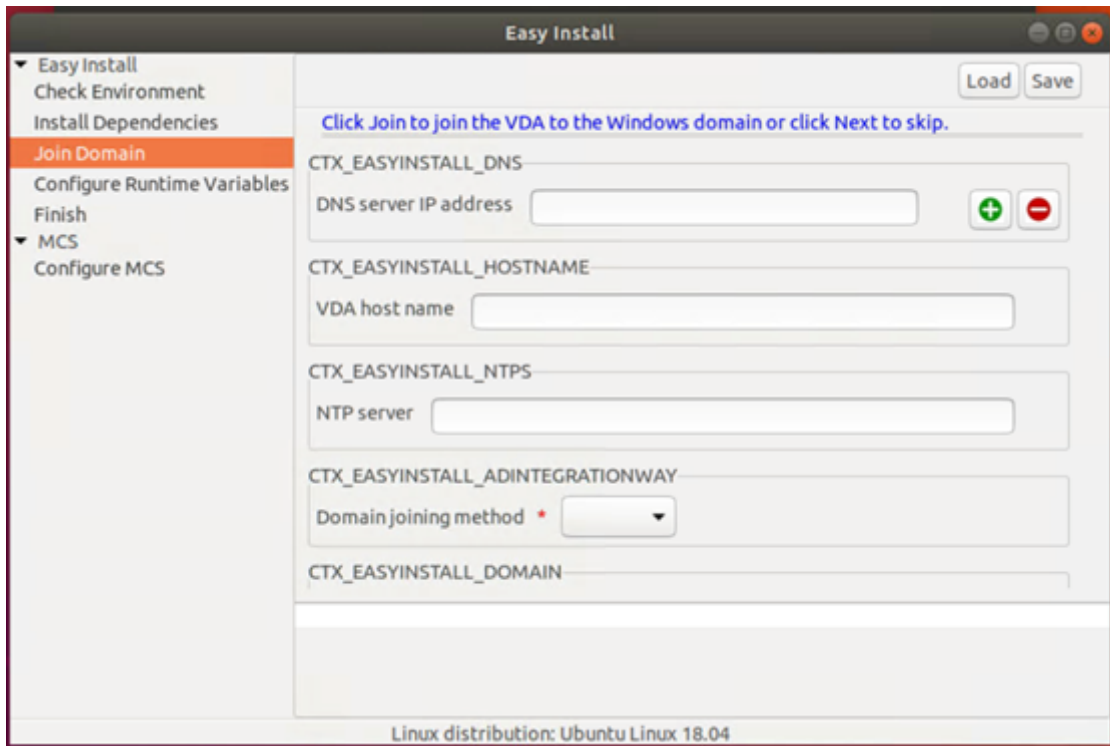 Easy Install
Easy Install
Check Environment
Install Dependencies
Join Domain
Configure Runtime Variables
Finish
MCS
Configure MCS
Load Save
Click Join to join the VDA to the Windows domain or click Next to skip.
CTX_EASYINSTALL_DNS
DNS server IP address
CTX_EASYINSTALL_HOSTNAME
VDA host name
CTX_EASYINSTALL_NTPS
NTP server
CTX_EASYINSTALL_ADINTEGRATIONWAY
Domain joining method *
CTX_EASYINSTALL_DOMAIN
Linux distribution: Ubuntu Linux 18.04